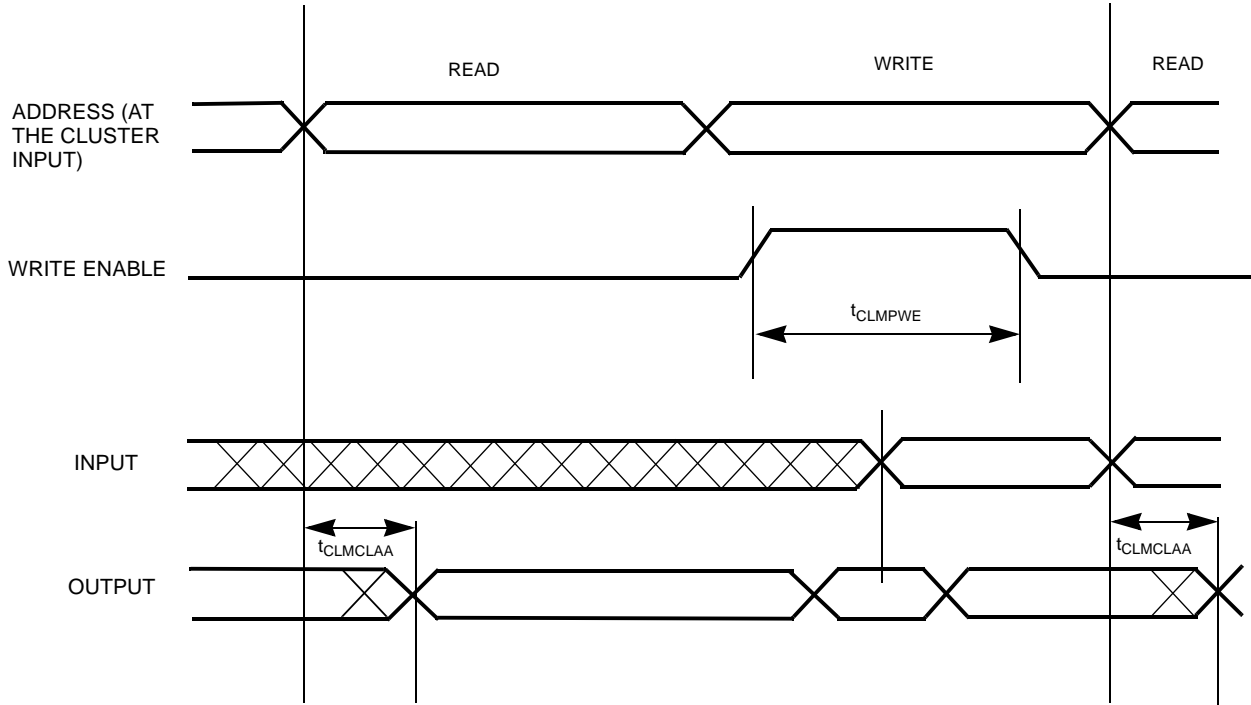 READ
WRITE
READ
ADDRESS (AT
THE CLUSTER
INPUT)
WRITE ENABLE
tCLMPWE
INPUT
tCLMCLAA
tCLMCLAA
OUTPUT